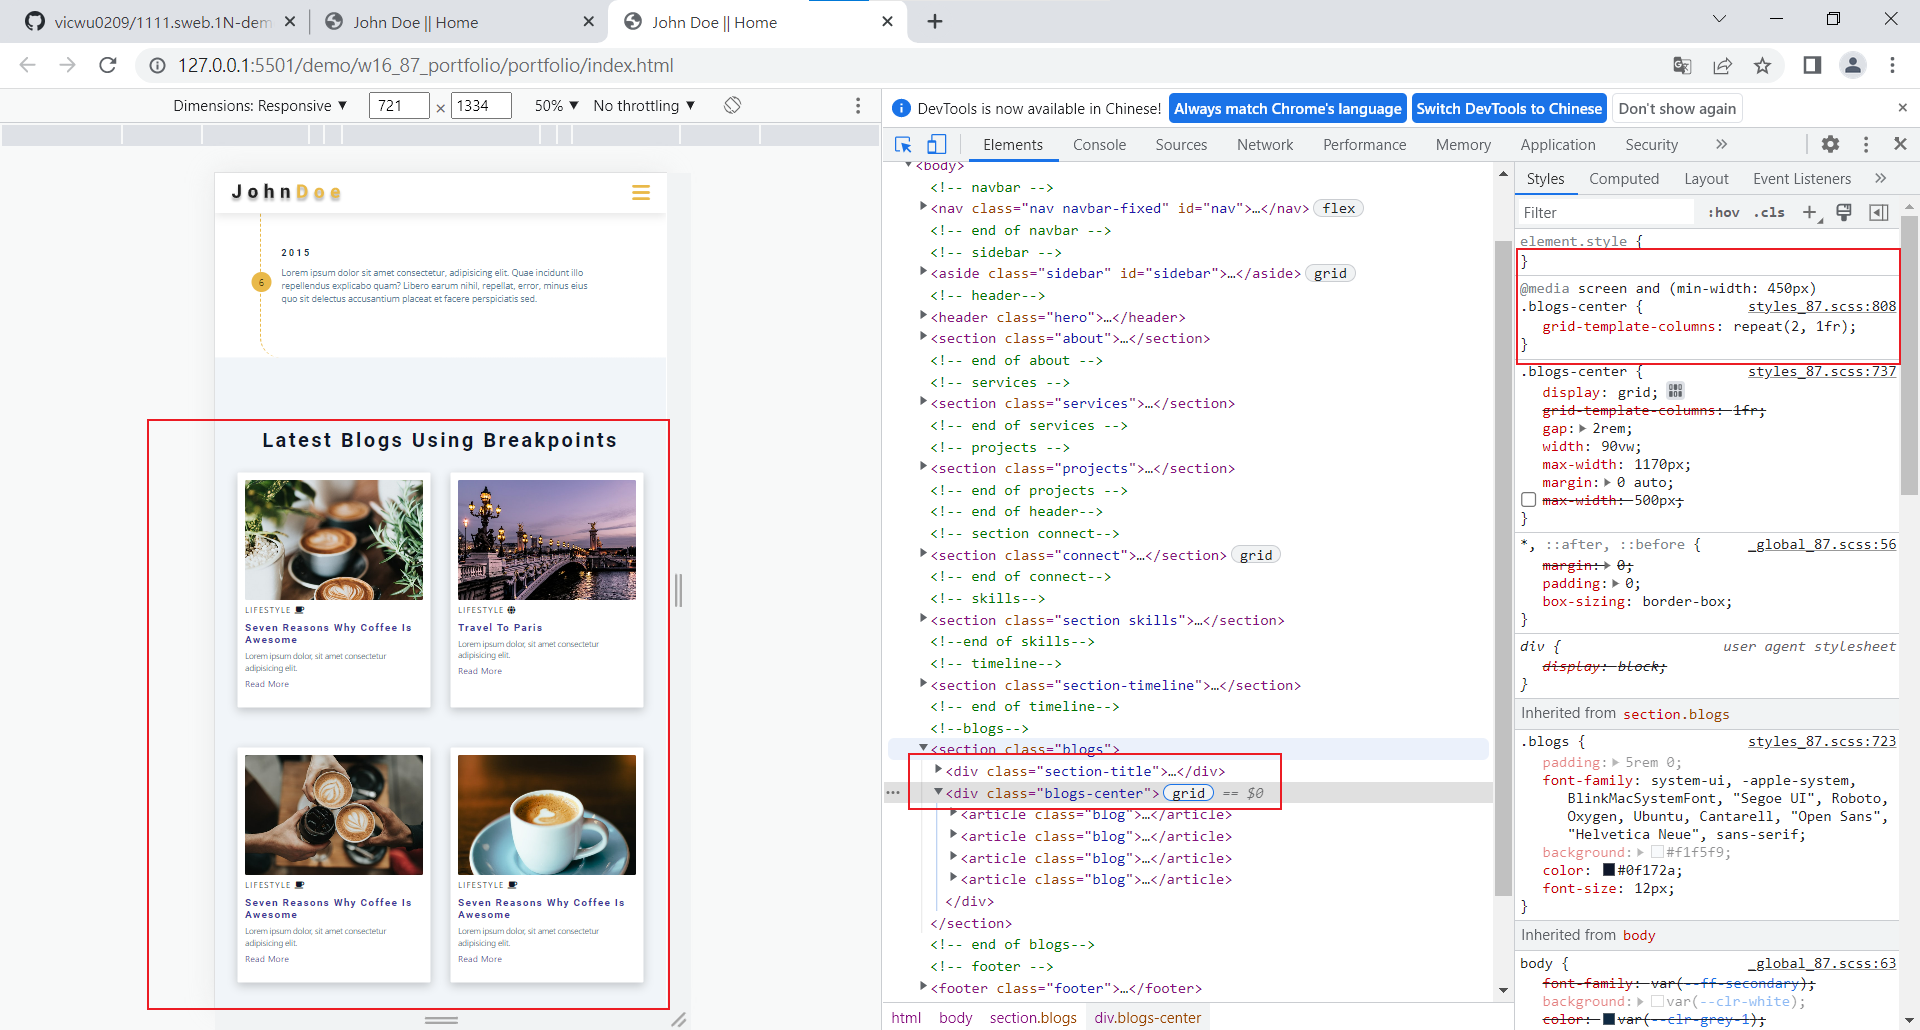 vicwu0209/1111.sweb.1N-dem
John Doe || Home
John Doe || Home
127.0.0.1:5501/demo/w16_87_portfolio/portfolio/index.html
Dimensions: Responsive ▼ 721 × 1334 50% ▼ No throttling ▼
JohnDoe
2015
6
Lorem ipsum dolor sit amet consectetur, adipisicing elit. Quae incidunt illo
repellendus explicabo quam? Libero earum nihil, repellat, error, minus eius
quo sit delectus accusantium placeat et facere perspiciatis sed.
Latest Blogs Using Breakpoints
LIFESTYLE
Seven Reasons Why Coffee Is
Awesome
Lorem ipsum dolor, sit amet consectetur
adipisicing elit.
Read More
LIFESTYLE
Travel To Paris
Lorem ipsum dolor, sit amet consectetur
adipisicing elit.
Read More
LIFESTYLE
Seven Reasons Why Coffee Is
Awesome
Lorem ipsum dolor, sit amet consectetur
adipisicing elit.
Read More
LIFESTYLE
Seven Reasons Why Coffee Is
Awesome
Lorem ipsum dolor, sit amet consectetur
adipisicing elit.
Read More
DevTools is now available in Chinese! Always match Chrome's language Switch DevTools to Chinese Don't show again
Elements Console Sources Network Performance Memory Application Security »
<body>
<!-- navbar -->
<nav class="nav navbar-fixed" id="nav">…</nav> flex
<!-- end of navbar -->
<!-- sidebar -->
<aside class="sidebar" id="sidebar">…</aside> grid
<!-- header-->
<header class="hero">…</header>
<section class="about">…</section>
<!-- end of about -->
<!-- services -->
<section class="services">…</section>
<!-- end of services -->
<!-- projects -->
<section class="projects">…</section>
<!-- end of projects -->
<!-- end of header-->
<!-- section connect-->
<section class="connect">…</section> grid
<!-- end of connect-->
<!-- skills-->
<section class="section skills">…</section>
<!--end of skills-->
<!-- timeline-->
<section class="section-timeline">…</section>
<!-- end of timeline-->
<!--blogs-->
<section class="blogs">
<div class="section-title">…</div>
<div class="blogs-center"> grid == $0
<article class="blog">…</article>
<article class="blog">…</article>
<article class="blog">…</article>
<article class="blog">…</article>
</div>
</section>
<!-- end of blogs-->
<!-- footer -->
<footer class="footer">…</footer>
html body section.blogs div.blogs-center
Styles Computed Layout Event Listeners »
Filter :hov .cls +
element.style {
}
@media screen and (min-width: 450px)
.blogs-center { styles_87.scss:808
grid-template-columns: repeat(2, 1fr);
}
.blogs-center { styles_87.scss:737
display: grid;
grid-template-columns: 1fr;
gap: 2rem;
width: 90vw;
max-width: 1170px;
margin: 0 auto;
max-width: 500px;
}
*, ::after, ::before { _global_87.scss:56
margin: 0;
padding: 0;
box-sizing: border-box;
}
div { user agent stylesheet
display: block;
}
Inherited from section.blogs
.blogs { styles_87.scss:723
padding: 5rem 0;
font-family: system-ui, -apple-system,
BlinkMacSystemFont, "Segoe UI", Roboto,
Oxygen, Ubuntu, Cantarell, "Open Sans",
"Helvetica Neue", sans-serif;
background: #f1f5f9;
color: #0f172a;
font-size: 12px;
}
Inherited from body
body { _global_87.scss:63
font-family: var(--ff-secondary);
background: var(--clr-white);
color: var(--clr-grey-1);